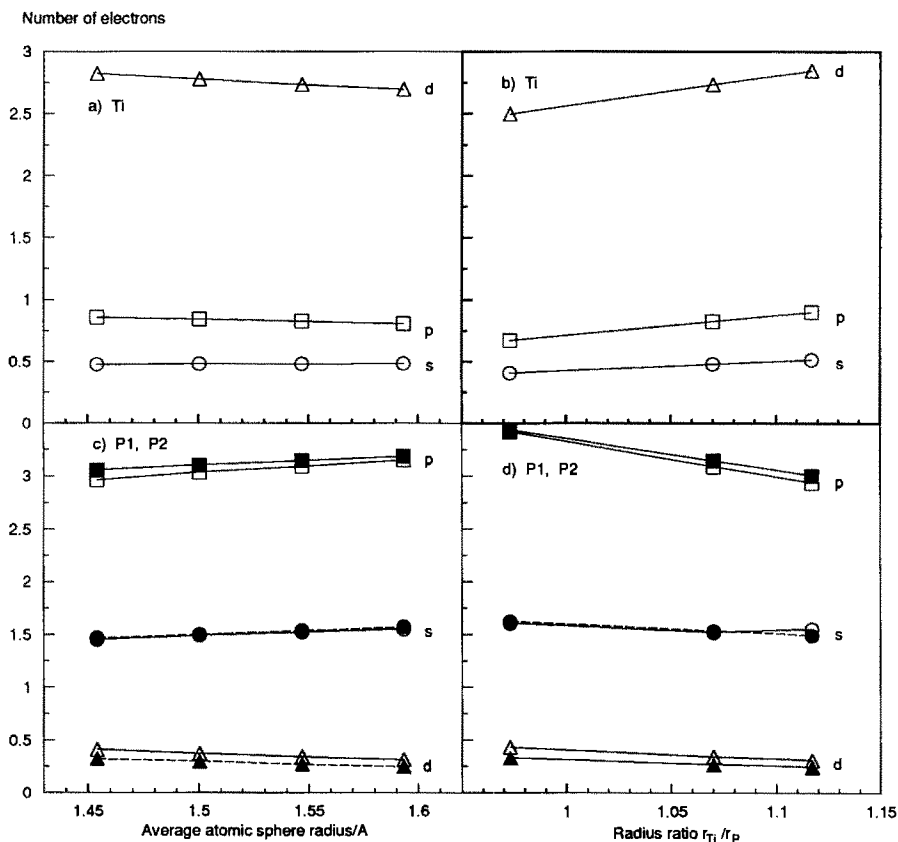 Number of electrons
3
2.5
2
1.5
1
0.5
0
a) Ti
d
p
s
b) Ti
d
p
s
3
2.5
2
1.5
1
0.5
0
c) P1, P2
p
s
d
d) P1, P2
p
s
d
1.45 1.5 1.55 1.6
1 1.05 1.1 1.15
Average atomic sphere radius/A
Radius ratio rTi/rP